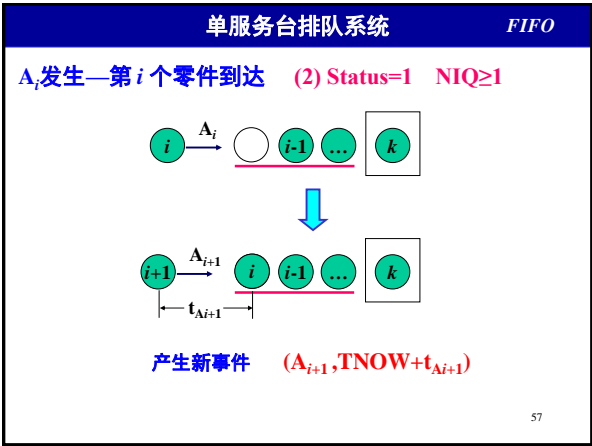 单服务台排队系统 FIFO
Ai发生—第 i 个零件到达 (2) Status=1 NIQ≥1
i Ai i-1 … k
i+1 Ai+1 i i-1 … k
tAi+1
产生新事件 (Ai+1 ,TNOW+tAi+1)
57